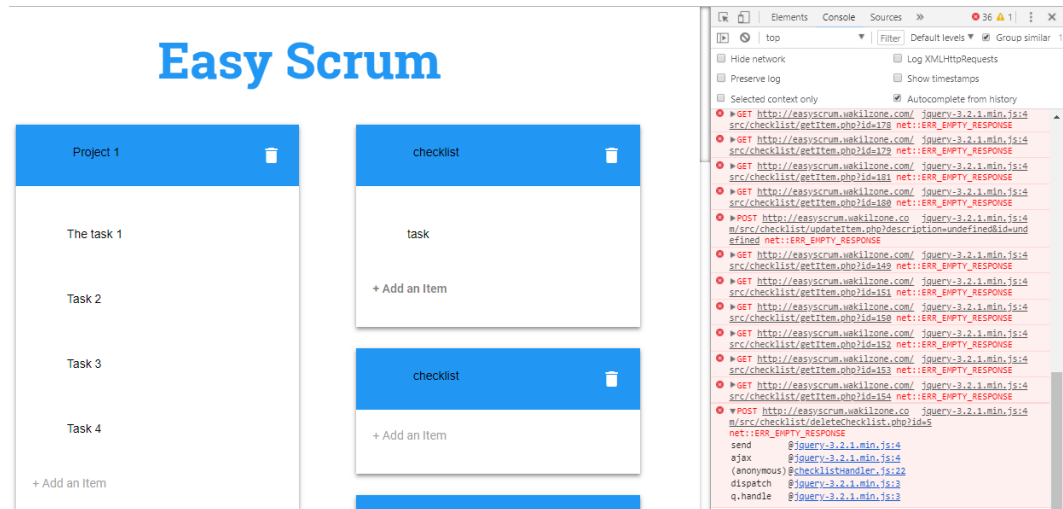 Easy Scrum
Project 1
The task 1
Task 2
Task 3
Task 4
+ Add an Item
checklist
task
+ Add an Item
checklist
+ Add an Item
Elements Console Sources » 36 1
top Filter Default levels Group similar 1
Hide network Log XMLHttpRequests
Preserve log Show timestamps
Selected context only Autocomplete from history
GET http://easyscrum.wakilzone.com/ jquery-3.2.1.min.js:4
src/checklist/getItem.php?id=178 net::ERR_EMPTY_RESPONSE
GET http://easyscrum.wakilzone.com/ jquery-3.2.1.min.js:4
src/checklist/getItem.php?id=179 net::ERR_EMPTY_RESPONSE
GET http://easyscrum.wakilzone.com/ jquery-3.2.1.min.js:4
src/checklist/getItem.php?id=181 net::ERR_EMPTY_RESPONSE
GET http://easyscrum.wakilzone.com/ jquery-3.2.1.min.js:4
src/checklist/getItem.php?id=180 net::ERR_EMPTY_RESPONSE
POST http://easyscrum.wakilzone.co jquery-3.2.1.min.js:4
m/src/checklist/updateItem.php?description=undefined&id=und
efined net::ERR_EMPTY_RESPONSE
GET http://easyscrum.wakilzone.com/ jquery-3.2.1.min.js:4
src/checklist/getItem.php?id=149 net::ERR_EMPTY_RESPONSE
GET http://easyscrum.wakilzone.com/ jquery-3.2.1.min.js:4
src/checklist/getItem.php?id=151 net::ERR_EMPTY_RESPONSE
GET http://easyscrum.wakilzone.com/ jquery-3.2.1.min.js:4
src/checklist/getItem.php?id=150 net::ERR_EMPTY_RESPONSE
GET http://easyscrum.wakilzone.com/ jquery-3.2.1.min.js:4
src/checklist/getItem.php?id=152 net::ERR_EMPTY_RESPONSE
GET http://easyscrum.wakilzone.com/ jquery-3.2.1.min.js:4
src/checklist/getItem.php?id=153 net::ERR_EMPTY_RESPONSE
GET http://easyscrum.wakilzone.com/ jquery-3.2.1.min.js:4
src/checklist/getItem.php?id=154 net::ERR_EMPTY_RESPONSE
POST http://easyscrum.wakilzone.co jquery-3.2.1.min.js:4
m/src/checklist/deleteChecklist.php?id=5
net::ERR_EMPTY_RESPONSE
send @jquery-3.2.1.min.js:4
ajax @jquery-3.2.1.min.js:4
(anonymous) @checklistHandler.js:22
dispatch @jquery-3.2.1.min.js:3
q.handle @jquery-3.2.1.min.js:3